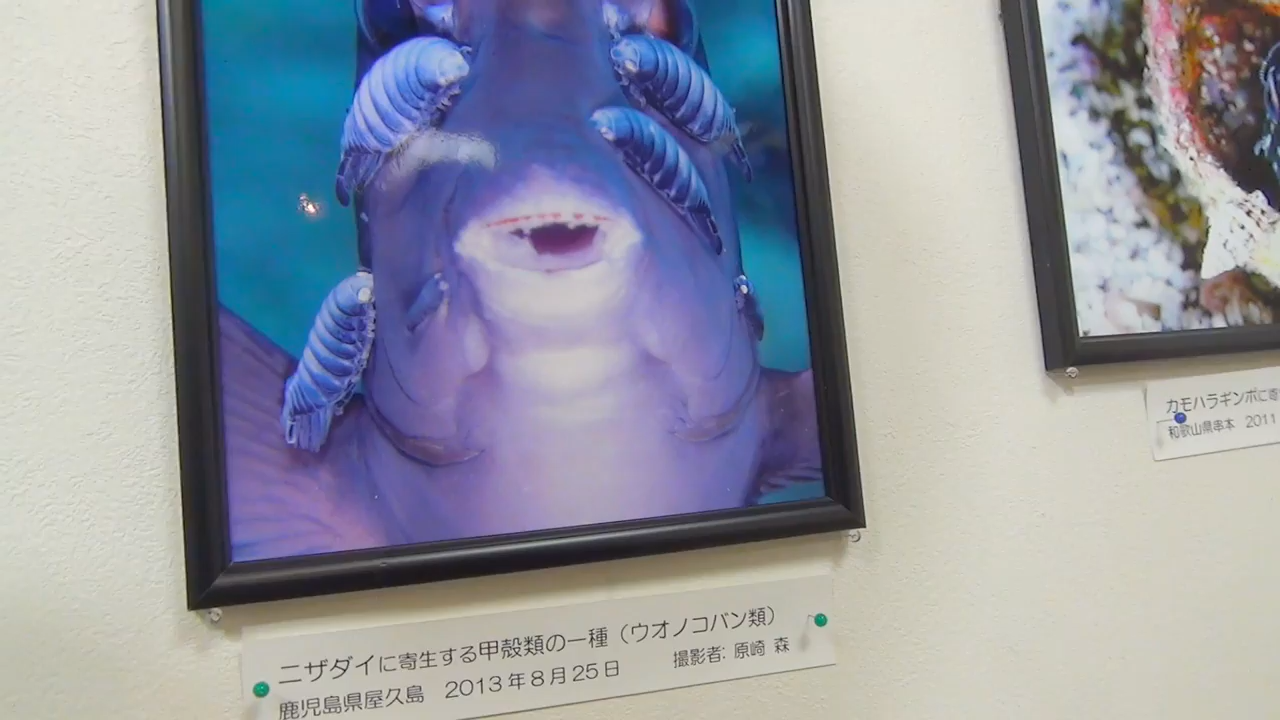 ニザダイに寄生する甲殻類の一種（ウオノコバン類）
鹿児島県屋久島 2013年8月25日 撮影者: 原崎 森
カモハラギンポに寄
和歌山県串本 2011